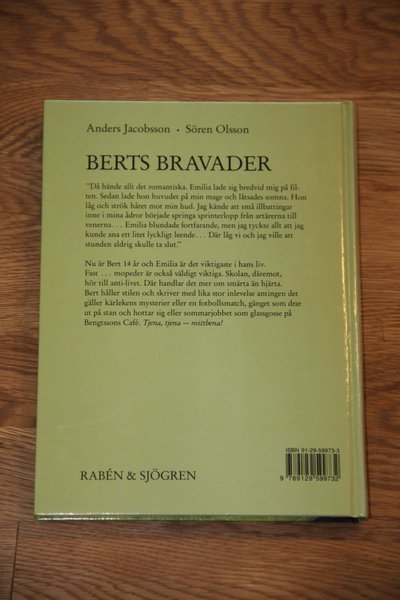 Anders Jacobsson • Sören Olsson
BERTS BRAVADER
"Då hände allt det romantiska. Emilia lade sig bredvid mig på fil-
ten. Sedan lade hon huvudet på min mage och låtsades somna. Hon
låg och strök håret mot min hud. Jag kände att små illbattingar
inne i mina ådror började springa sprinterlopp från artärerna till
venerna . . . Emilia blundade fortfarande, men jag tyckte allt att jag
kunde ana ett litet lyckligt leende . . . Där låg vi och jag ville att
stunden aldrig skulle ta slut."
Nu är Bert 14 år och Emilia är det viktigaste i hans liv.
Fast . . . mopeder är också väldigt viktiga. Skolan, däremot,
hör till anti-livet. Där handlar det mer om smärta än hjärta.
Bert håller stilen och skriver med lika stor inlevelse antingen det
gäller kärlekens mysterier eller en fotbollsmatch, gänget som drar
ut på stan och hottar sig eller sommarjobbet som glassgosse på
Bengtssons Café. Tjena, tjena — mittbena!
ISBN 91-29-59973-3
9 789129 599732
RABÉN & SJÖGREN